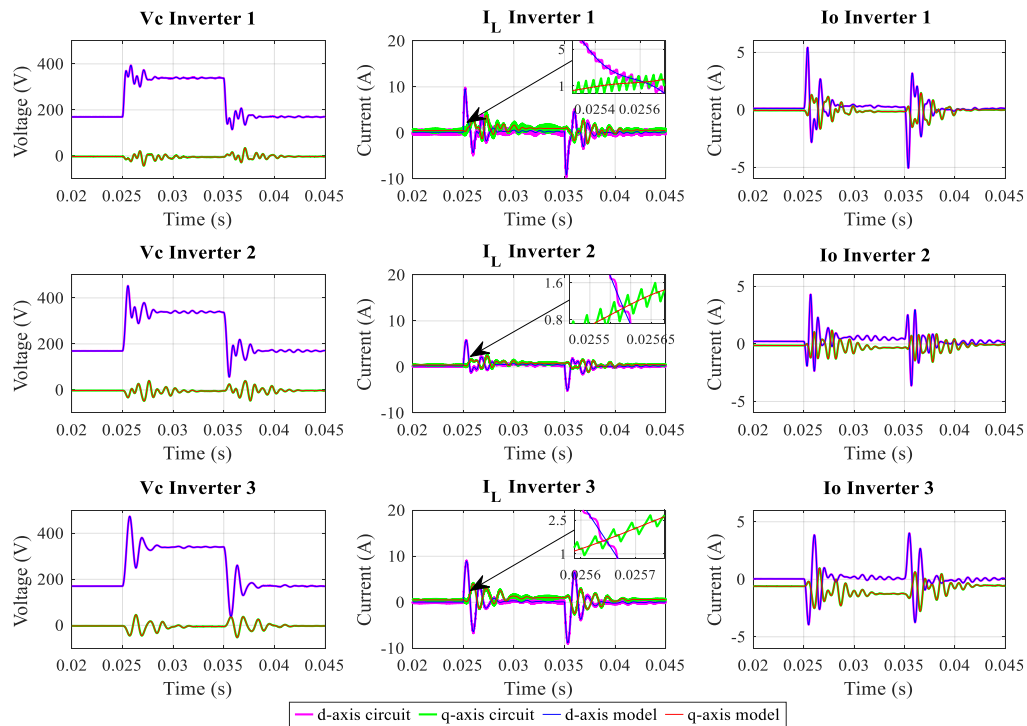 Vc Inverter 1
I_L Inverter 1
Io Inverter 1
Voltage (V)
400
200
0
0.02 0.025 0.03 0.035 0.04 0.045
Time (s)
Current (A)
20
10
0
-10
5
1
0.0254 0.0256
0.02 0.025 0.03 0.035 0.04 0.045
Time (s)
Current (A)
5
0
-5
0.02 0.025 0.03 0.035 0.04 0.045
Time (s)
Vc Inverter 2
I_L Inverter 2
Io Inverter 2
Voltage (V)
400
200
0
0.02 0.025 0.03 0.035 0.04 0.045
Time (s)
Current (A)
20
10
0
-10
1.6
0.8
0.0255 0.02565
0.02 0.025 0.03 0.035 0.04 0.045
Time (s)
Current (A)
5
0
-5
0.02 0.025 0.03 0.035 0.04 0.045
Time (s)
Vc Inverter 3
I_L Inverter 3
Io Inverter 3
Voltage (V)
400
200
0
0.02 0.025 0.03 0.035 0.04 0.045
Time (s)
Current (A)
20
10
0
-10
2.5
1
0.0256 0.0257
0.02 0.025 0.03 0.035 0.04 0.045
Time (s)
Current (A)
5
0
-5
0.02 0.025 0.03 0.035 0.04 0.045
Time (s)
d-axis circuit q-axis circuit d-axis model q-axis model